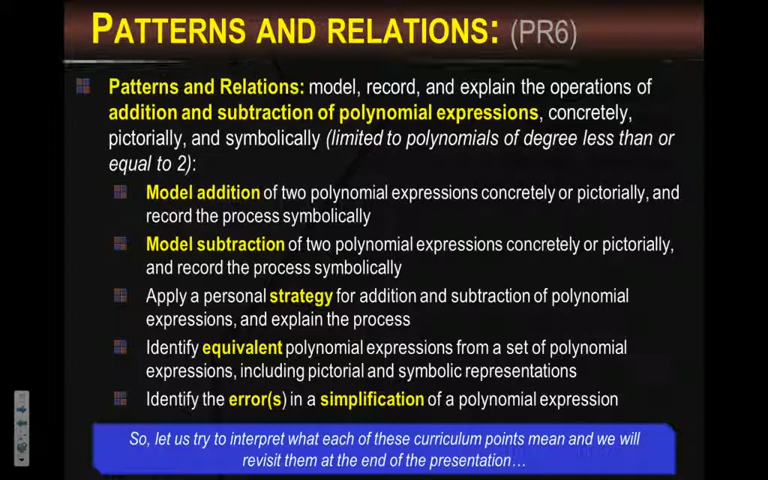 PATTERNS AND RELATIONS: (PR6)
Patterns and Relations: model, record, and explain the operations of
addition and subtraction of polynomial expressions, concretely,
pictorially, and symbolically (limited to polynomials of degree less than or
equal to 2):
Model addition of two polynomial expressions concretely or pictorially, and
record the process symbolically
Model subtraction of two polynomial expressions concretely or pictorially,
and record the process symbolically
Apply a personal strategy for addition and subtraction of polynomial
expressions, and explain the process
Identify equivalent polynomial expressions from a set of polynomial
expressions, including pictorial and symbolic representations
Identify the error(s) in a simplification of a polynomial expression
So, let us try to interpret what each of these curriculum points mean and we will
revisit them at the end of the presentation…